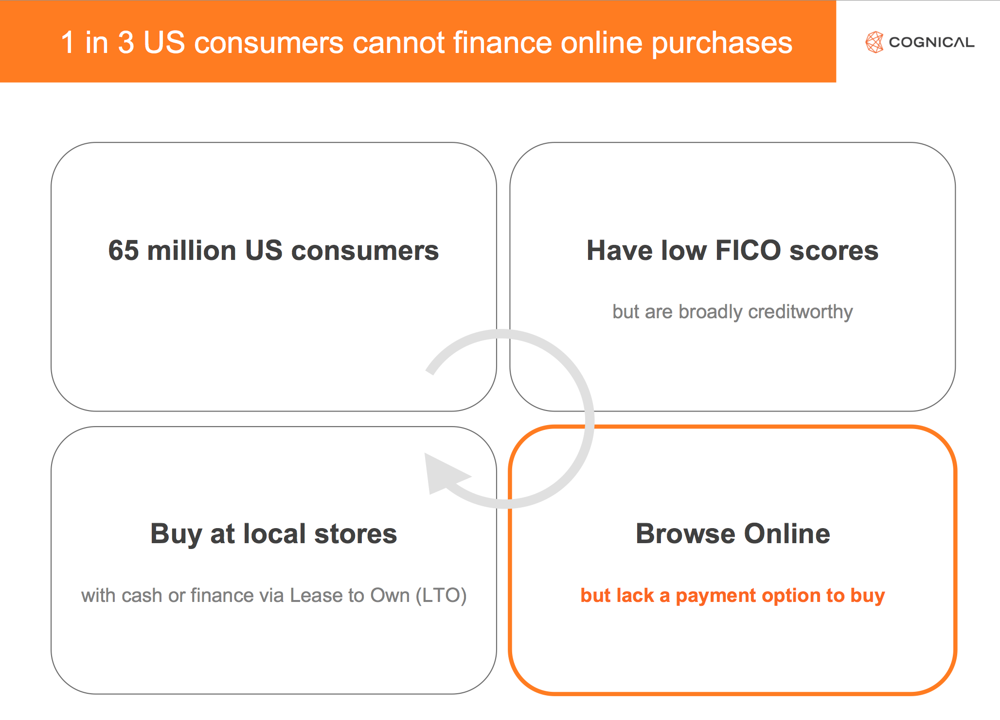 1 in 3 US consumers cannot finance online purchases
COGNICAL
65 million US consumers
Have low FICO scores
but are broadly creditworthy
Buy at local stores
with cash or finance via Lease to Own (LTO)
Browse Online
but lack a payment option to buy